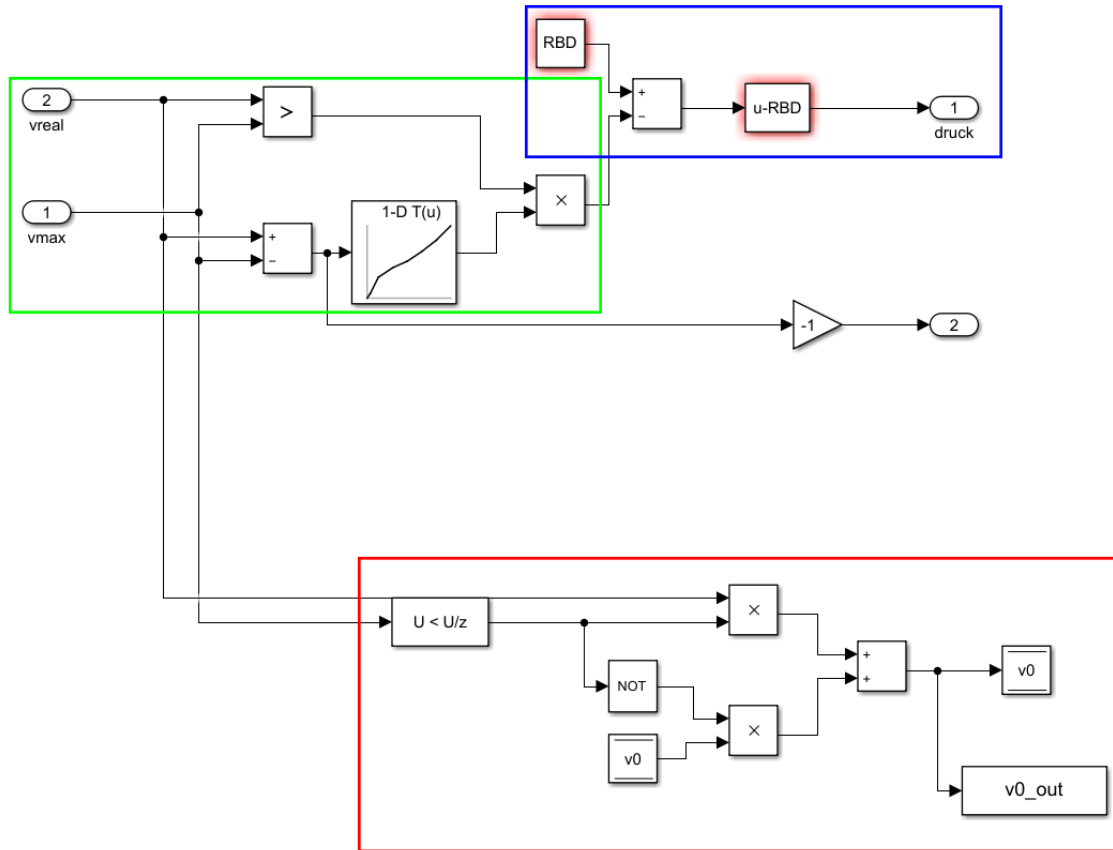 RBD
2
vreal
>
+
−
u-RBD
1
druck
1
vmax
1-D T(u)
×
+
−
-1
2
U < U/z
×
+
+
v0
NOT
×
v0
v0_out